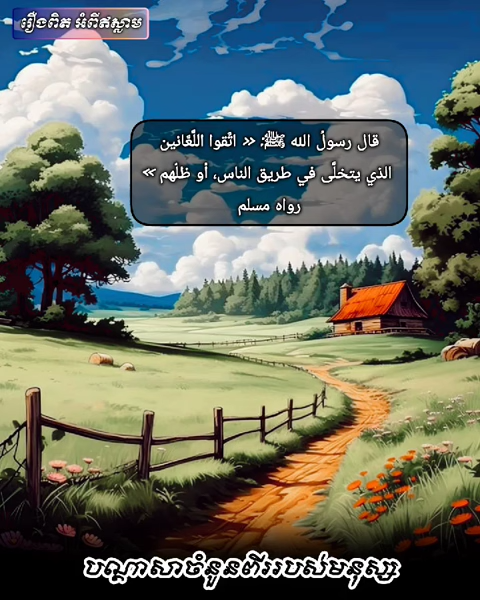 រឿងពិត អំពីឥស្លាម
قال رسولُ الله ﷺ: « اتَّقوا اللَّعَّانين
الذي يتخلَّى في طريق الناس، أو ظلّهم »
رواه مسلم
បណ្តាសាចំនួនពីររបស់មនុស្ស